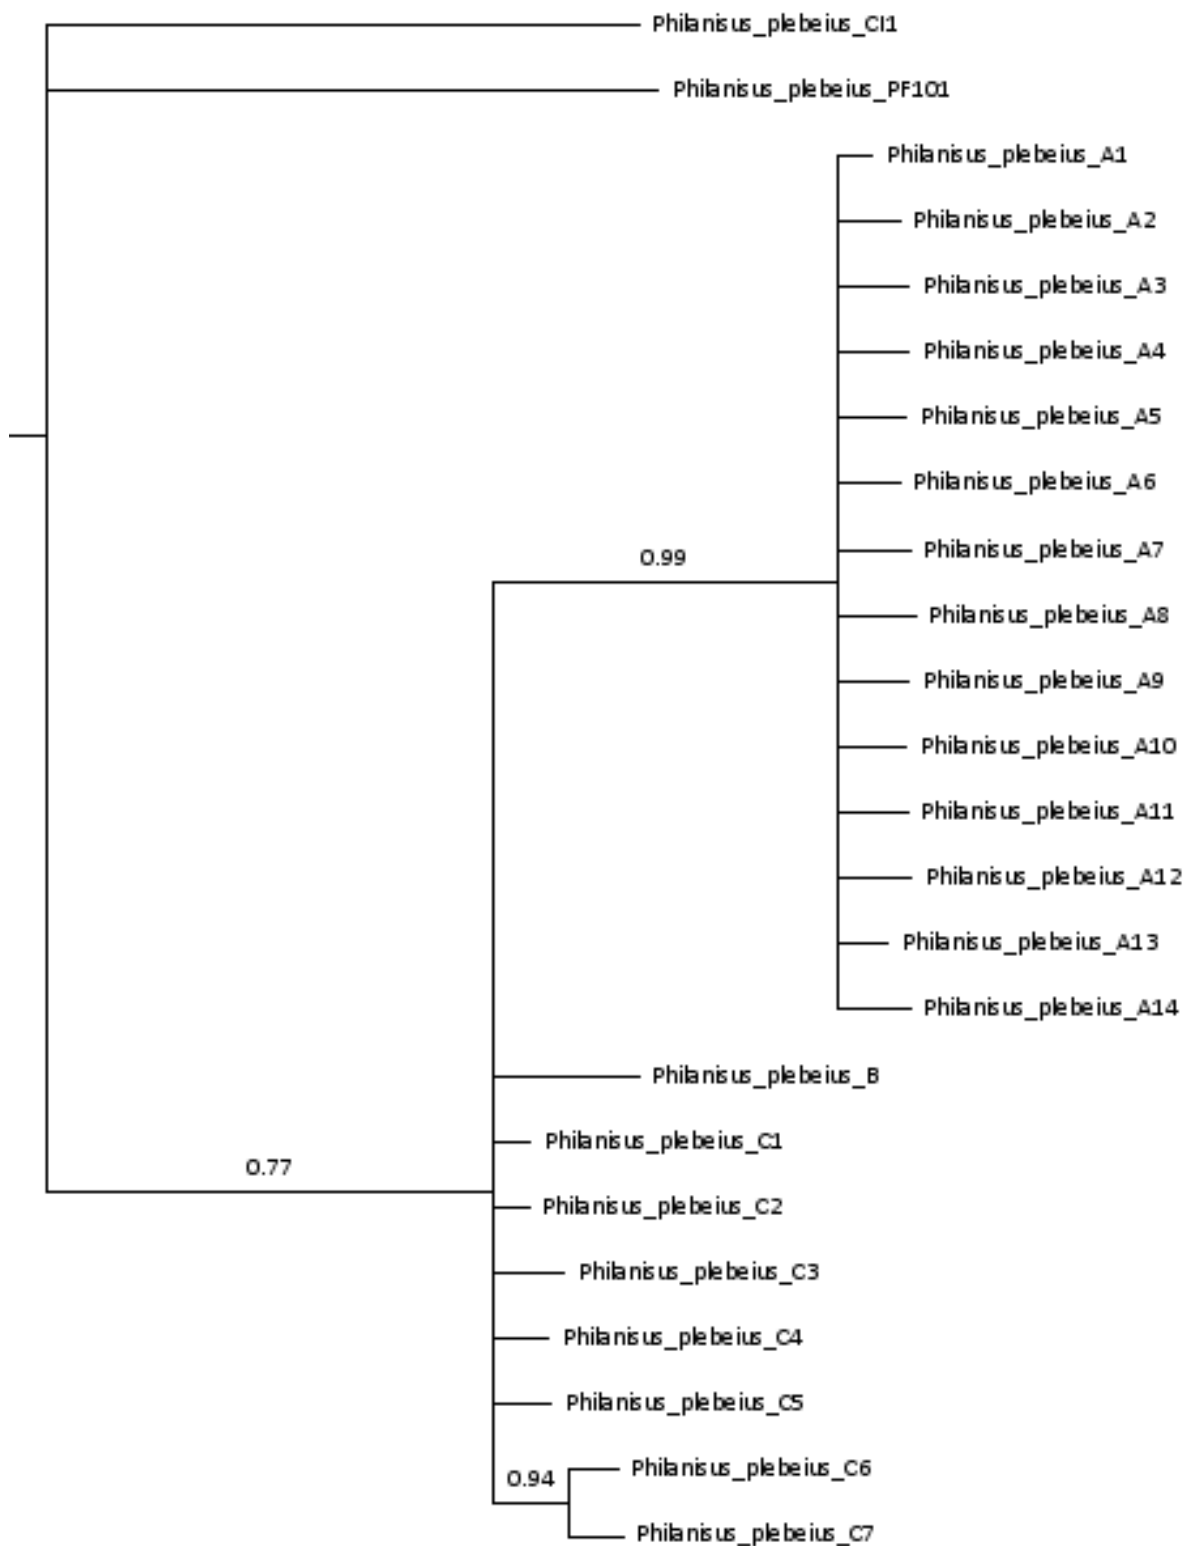 Philanisus_plebeius_CI1
Philanisus_plebeius_PF101
Philanisus_plebeius_A1
Philanisus_plebeius_A2
Philanisus_plebeius_A3
Philanisus_plebeius_A4
Philanisus_plebeius_A5
Philanisus_plebeius_A6
Philanisus_plebeius_A7
0.99
Philanisus_plebeius_A8
Philanisus_plebeius_A9
Philanisus_plebeius_A10
Philanisus_plebeius_A11
Philanisus_plebeius_A12
Philanisus_plebeius_A13
Philanisus_plebeius_A14
Philanisus_plebeius_B
Philanisus_plebeius_C1
0.77
Philanisus_plebeius_C2
Philanisus_plebeius_C3
Philanisus_plebeius_C4
Philanisus_plebeius_C5
Philanisus_plebeius_C6
0.94
Philanisus_plebeius_C7